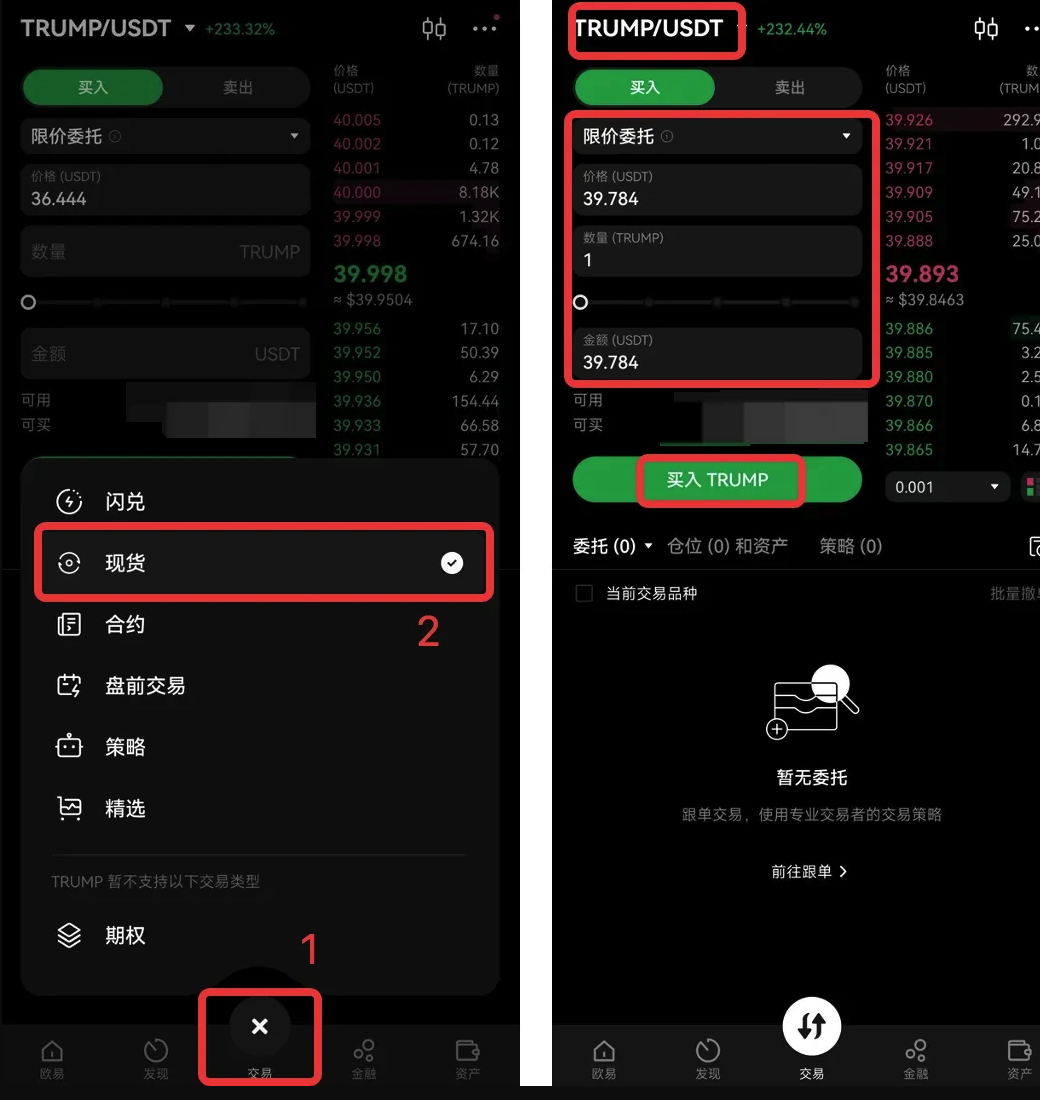 TRUMP/USDT +233.32%
买入 卖出
限价委托
价格 (USDT)
36.444
数量 TRUMP
金额 USDT
可用
可买
价格 数量
(USDT) (TRUMP)
40.005 0.13
40.002 0.12
40.001 4.78
40.000 8.18K
39.999 1.32K
39.998 674.16
39.998
≈ $39.9504
39.956 17.10
39.952 50.39
39.950 6.29
39.936 154.44
39.933 66.58
39.931 57.70
闪兑
现货
2
合约
盘前交易
策略
精选
TRUMP 暂不支持以下交易类型
期权
1
欧易 发现 交易 金融 资产
TRUMP/USDT +232.44%
买入 卖出
限价委托
价格 (USDT)
39.784
数量 (TRUMP)
1
金额 (USDT)
39.784
可用
可买
买入 TRUMP
价格 数
(USDT) (TRUM
39.926 292.9
39.921 1.0
39.917 20.8
39.909 49.1
39.905 75.2
39.888 25.0
39.893
≈ $39.8463
39.886 75.4
39.885 3.2
39.880 2.5
39.870 0.1
39.866 6.8
39.865 14.7
0.001
委托 (0) 仓位 (0) 和资产 策略 (0)
当前交易品种 批量撤
暂无委托
跟单交易，使用专业交易者的交易策略
前往跟单
欧易 发现 交易 金融 资产